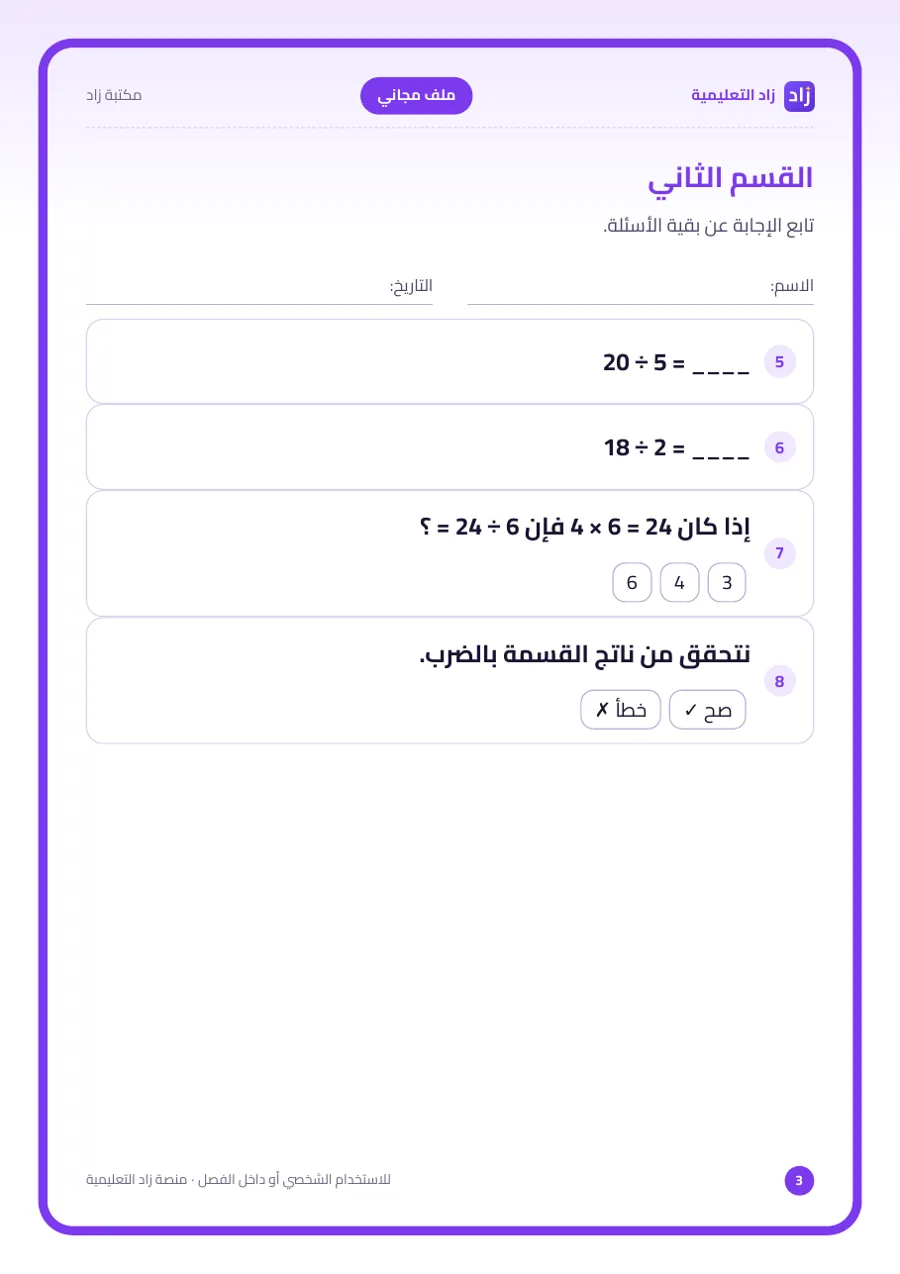 زاد زاد التعليمية
ملف مجاني
مكتبة زاد
القسم الثاني
تابع الإجابة عن بقية الأسئلة.
الاسم:
التاريخ:
5
20 ÷ 5 = ____
6
18 ÷ 2 = ____
7
إذا كان 24 = 6 × 4 فإن 6 ÷ 24 = ؟
3 4 6
8
نتحقق من ناتج القسمة بالضرب.
صح ✓ خطأ ✗
3
للاستخدام الشخصي أو داخل الفصل · منصة زاد التعليمية